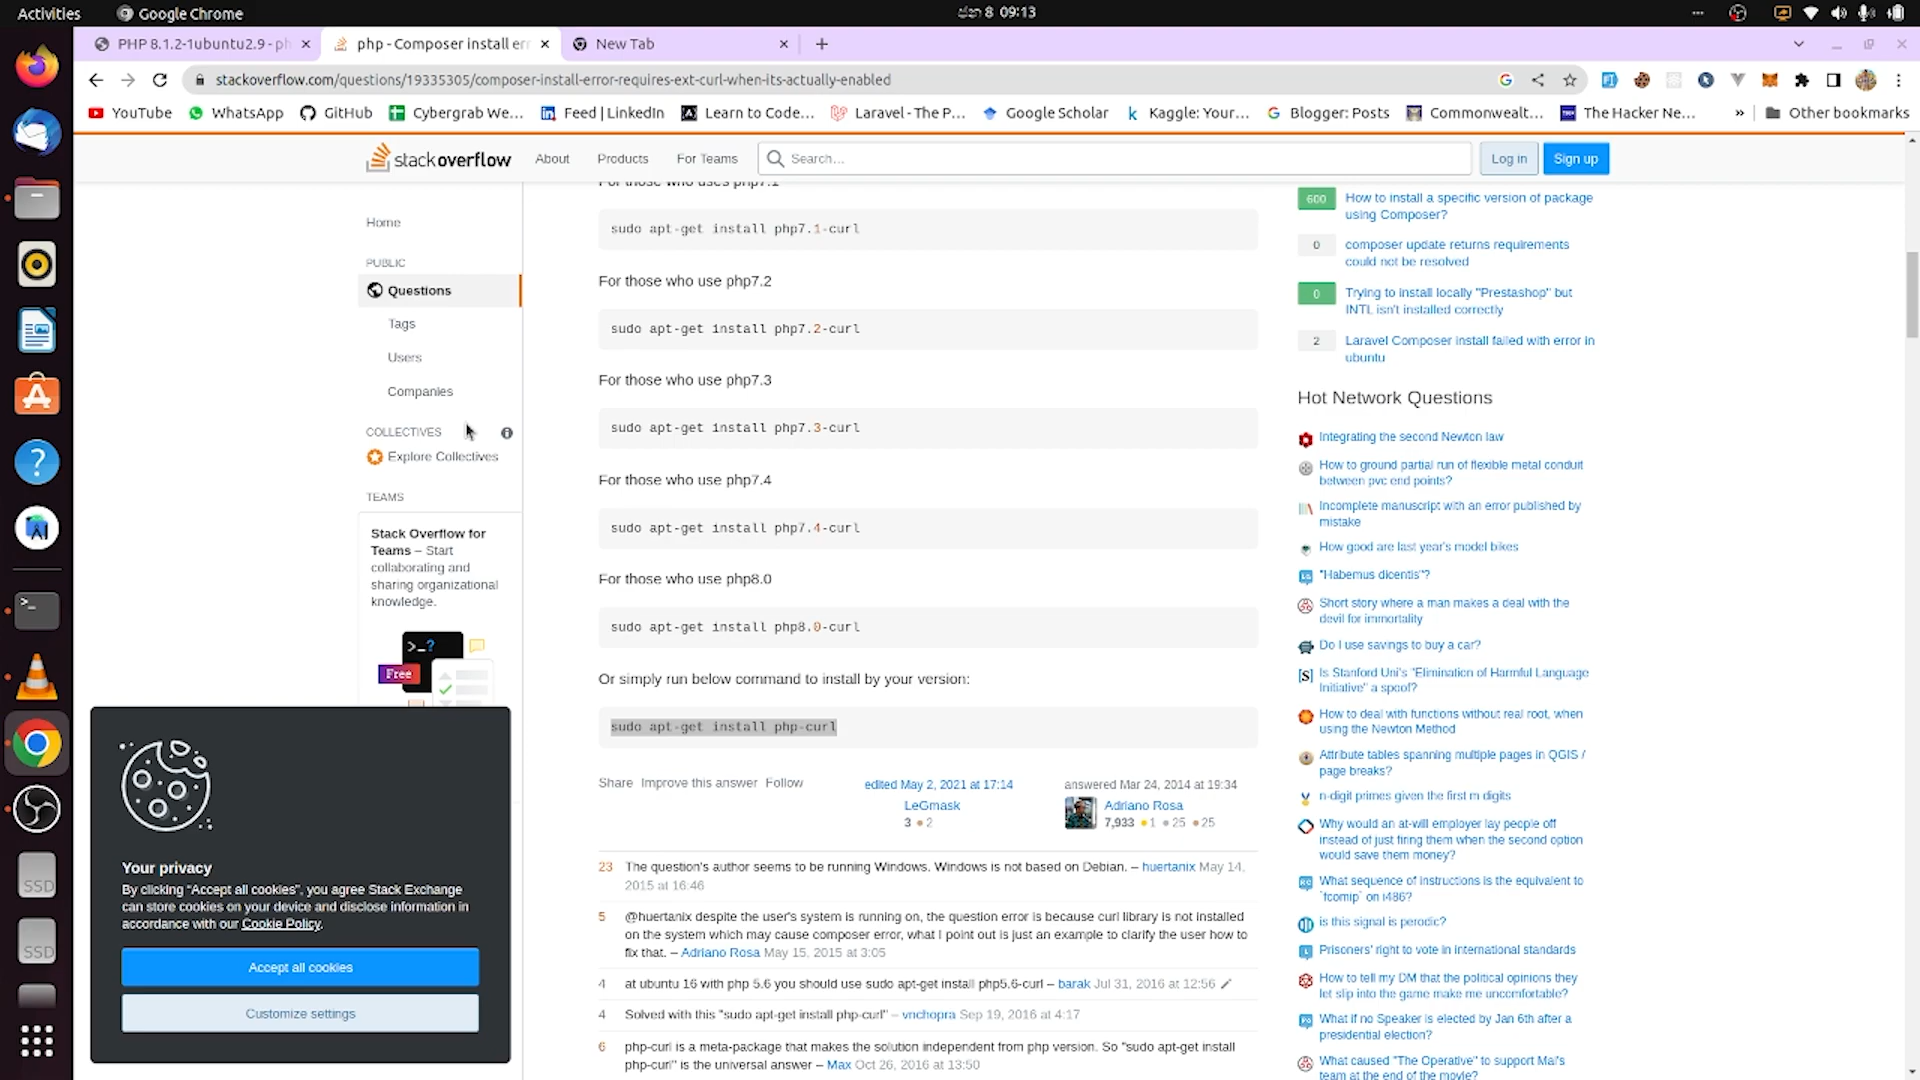 Activities
Google Chrome
ජන 8 09:13
PHP 8.1.2-1ubuntu2.9 - ph
php - Composer install err
New Tab
stackoverflow.com/questions/19335305/composer-install-error-requires-ext-curl-when-its-actually-enabled
YouTube
WhatsApp
GitHub
Cybergrab We...
Feed | LinkedIn
Learn to Code...
Laravel - The P...
Google Scholar
Kaggle: Your...
Blogger: Posts
Commonwealt...
The Hacker Ne...
Other bookmarks
stackoverflow
About
Products
For Teams
Search...
Log in
Sign up
Home
PUBLIC
Questions
Tags
Users
Companies
COLLECTIVES
Explore Collectives
TEAMS
Stack Overflow for
Teams – Start
collaborating and
sharing organizational
knowledge.
>_?
Free
For those who uses php7.1
sudo apt-get install php7.1-curl
For those who use php7.2
sudo apt-get install php7.2-curl
For those who use php7.3
sudo apt-get install php7.3-curl
For those who use php7.4
sudo apt-get install php7.4-curl
For those who use php8.0
sudo apt-get install php8.0-curl
Or simply run below command to install by your version:
sudo apt-get install php-curl
Share Improve this answer Follow
edited May 2, 2021 at 17:14
LeGmask
3 2
answered Mar 24, 2014 at 19:34
Adriano Rosa
7,933 1 25 25
23 The question's author seems to be running Windows. Windows is not based on Debian. – huertanix May 14,
2015 at 16:46
5 @huertanix despite the user's system is running on, the question error is because curl library is not installed
on the system which may cause composer error, what I point out is just an example to clarify the user how to
fix that. – Adriano Rosa May 15, 2015 at 3:05
4 at ubuntu 16 with php 5.6 you should use sudo apt-get install php5.6-curl – barak Jul 31, 2016 at 12:56
4 Solved with this "sudo apt-get install php-curl" – vnchopra Sep 19, 2016 at 4:17
6 php-curl is a meta-package that makes the solution independent from php version. So "sudo apt-get install
php-curl" is the universal answer – Max Oct 26, 2016 at 13:50
600 How to install a specific version of package
using Composer?
0 composer update returns requirements
could not be resolved
0 Trying to install locally "Prestashop" but
INTL isn't installed correctly
2 Laravel Composer install failed with error in
ubuntu
Hot Network Questions
Integrating the second Newton law
How to ground partial run of flexible metal conduit
between pvc end points?
Incomplete manuscript with an error published by
mistake
How good are last year's model bikes
"Habemus dicentis"?
Short story where a man makes a deal with the
devil for immortality
Do I use savings to buy a car?
Is Stanford Uni's "Elimination of Harmful Language
Initiative" a spoof?
How to deal with functions without real root, when
using the Newton Method
Attribute tables spanning multiple pages in QGIS /
page breaks?
n-digit primes given the first m digits
Why would an at-will employer lay people off
instead of just firing them when the second option
would save them money?
What sequence of instructions is the equivalent to
`fcomip` on i486?
is this signal is perodic?
Prisoners' right to vote in international standards
How to tell my DM that the political opinions they
let slip into the game make me uncomfortable?
What if no Speaker is elected by Jan 6th after a
presidential election?
What caused "The Operative" to support Mal's
team at the end of the movie?
Your privacy
By clicking “Accept all cookies”, you agree Stack Exchange
can store cookies on your device and disclose information in
accordance with our Cookie Policy.
Accept all cookies
Customize settings
SSD
SSD